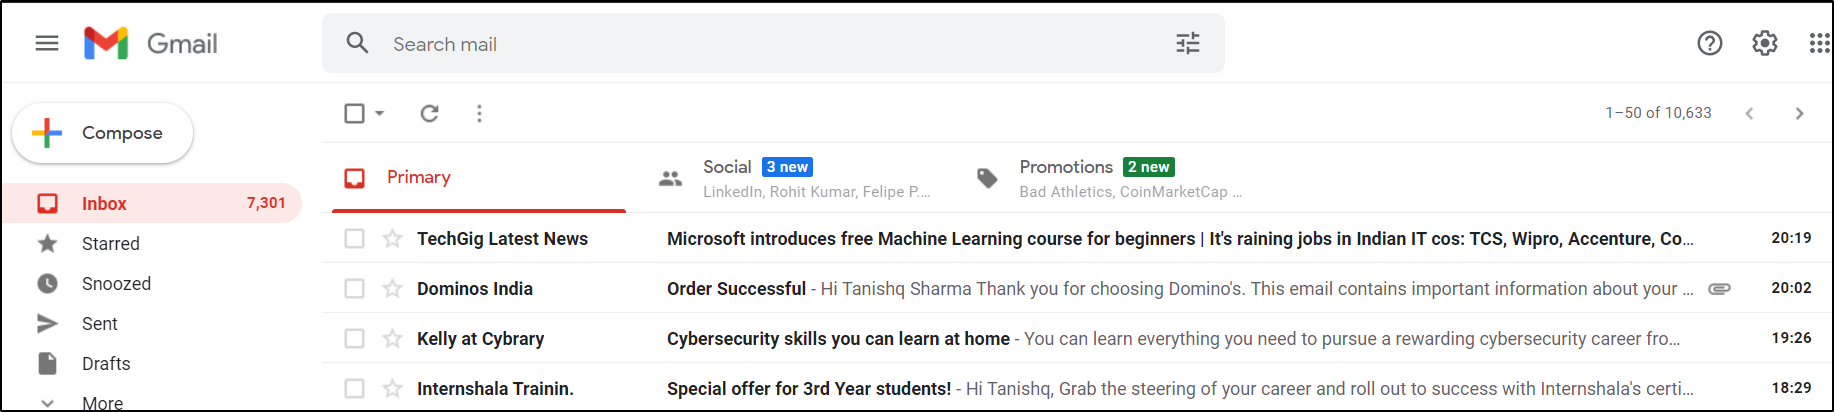 Gmail
Search mail
Compose
1–50 of 10,633
Primary
Social 3 new
LinkedIn, Rohit Kumar, Felipe P....
Promotions 2 new
Bad Athletics, CoinMarketCap ...
Inbox 7,301
Starred
Snoozed
Sent
Drafts
More
TechGig Latest News Microsoft introduces free Machine Learning course for beginners | It's raining jobs in Indian IT cos: TCS, Wipro, Accenture, Co... 20:19
Dominos India Order Successful - Hi Tanishq Sharma Thank you for choosing Domino's. This email contains important information about your ... 20:02
Kelly at Cybrary Cybersecurity skills you can learn at home - You can learn everything you need to pursue a rewarding cybersecurity career fro... 19:26
Internshala Trainin. Special offer for 3rd Year students! - Hi Tanishq, Grab the steering of your career and roll out to success with Internshala's certi... 18:29